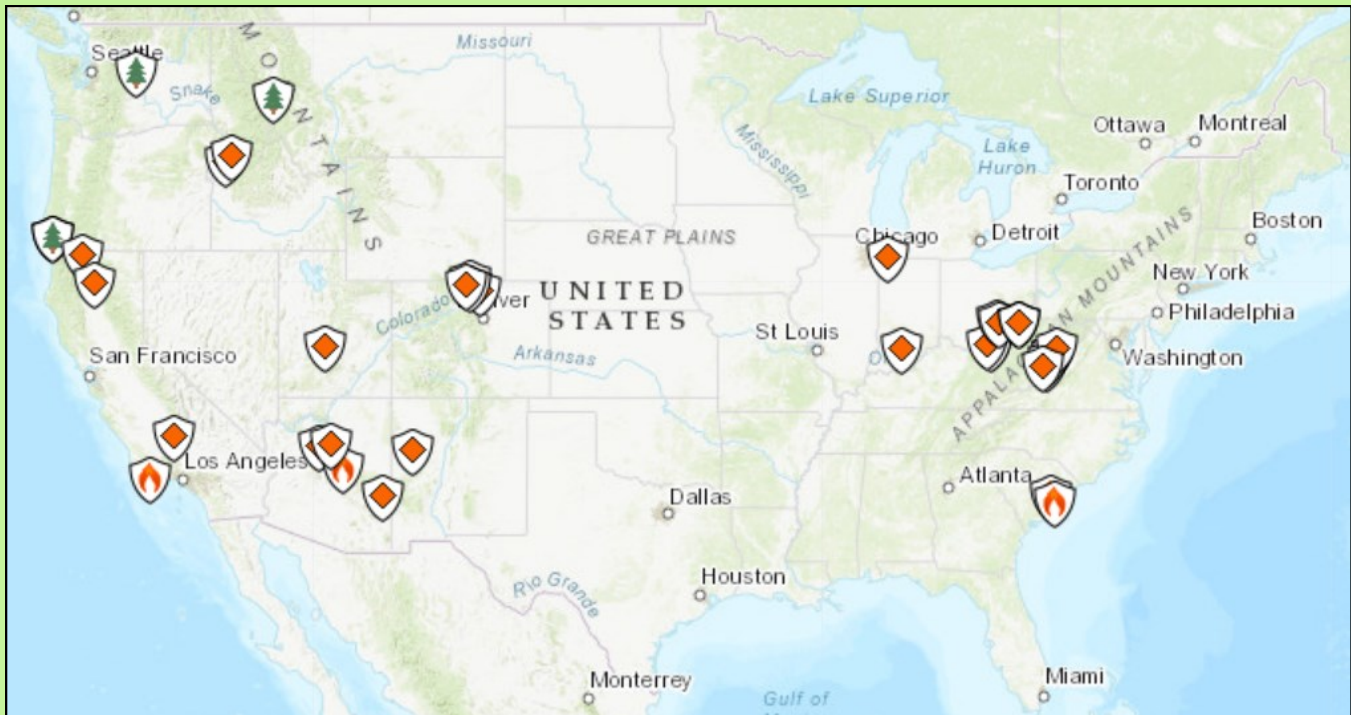 Seattle
Missouri
MOUNTAINS
Snake
Lake Superior
Ottawa
Montreal
Mississippi
Lake
Huron
Toronto
Boston
GREAT PLAINS
Chicago
Detroit
APPALACHIAN MOUNTAINS
New York
UNITED
STATES
Colorado
Philadelphia
St Louis
San Francisco
Arkansas
Washington
Los Angeles
Atlanta
Dallas
Houston
Rio Grande
Monterrey
Miami
Gulf of